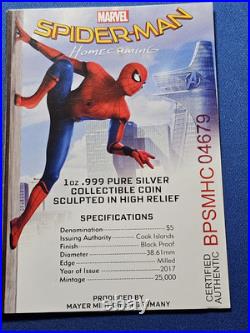 MARVEL
SPIDER-MAN
Homecoming
1oz .999 PURE SILVER
COLLECTIBLE COIN
SCULPTED IN HIGH RELIEF
SPECIFICATIONS
Denomination $5
Issuing Authority Cook Islands
Finish Black Proof
Diameter 38.61mm
Edge Milled
Year of Issue 2017
Mintage 25,000
PRODUCED BY
MAYER
CERTIFIED
AUTHENTIC
BPSMHC04679